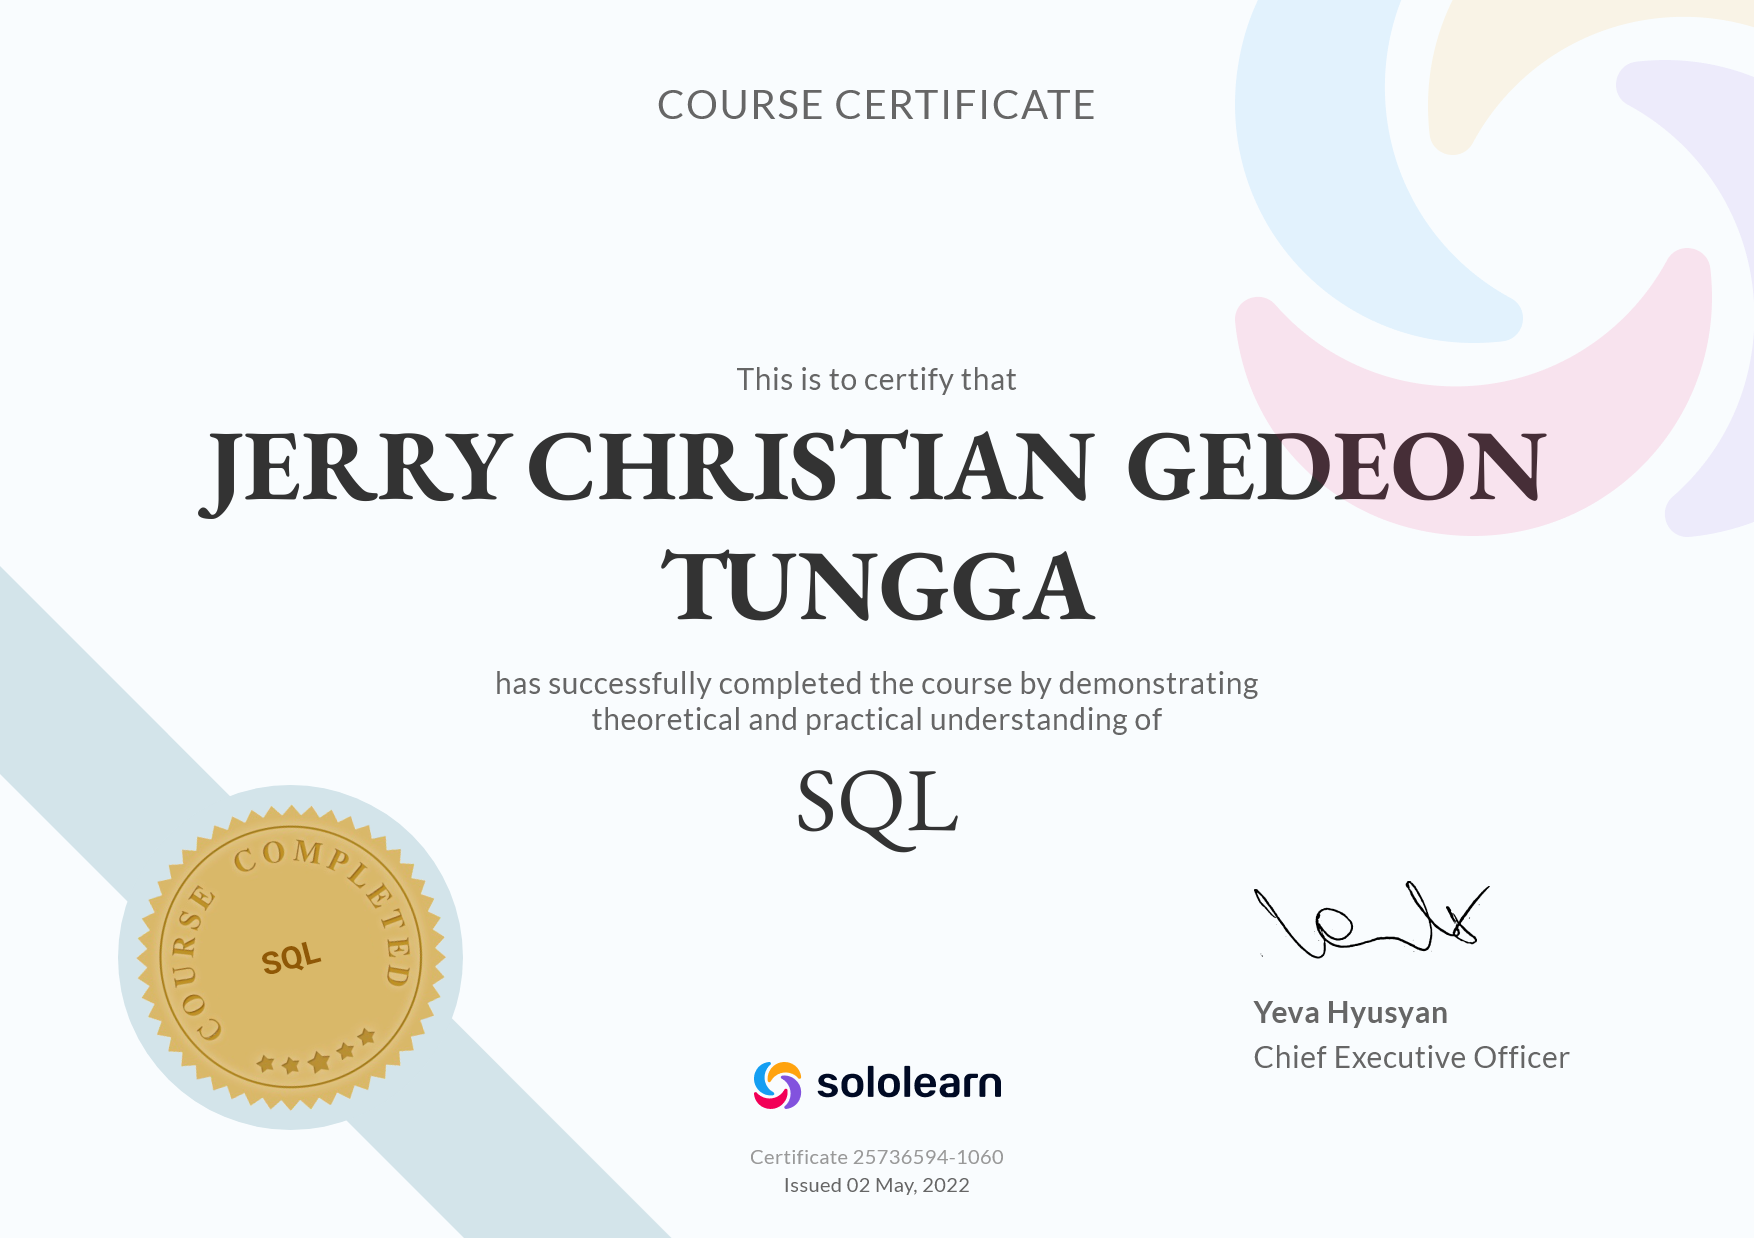 COURSE CERTIFICATE
This is to certify that
JERRY CHRISTIAN GEDEON
TUNGGA
has successfully completed the course by demonstrating
theoretical and practical understanding of
SQL
COURSE COMPLETED
SQL
Yeva Hyusyan
Chief Executive Officer
sololearn
Certificate 25736594-1060
Issued 02 May, 2022